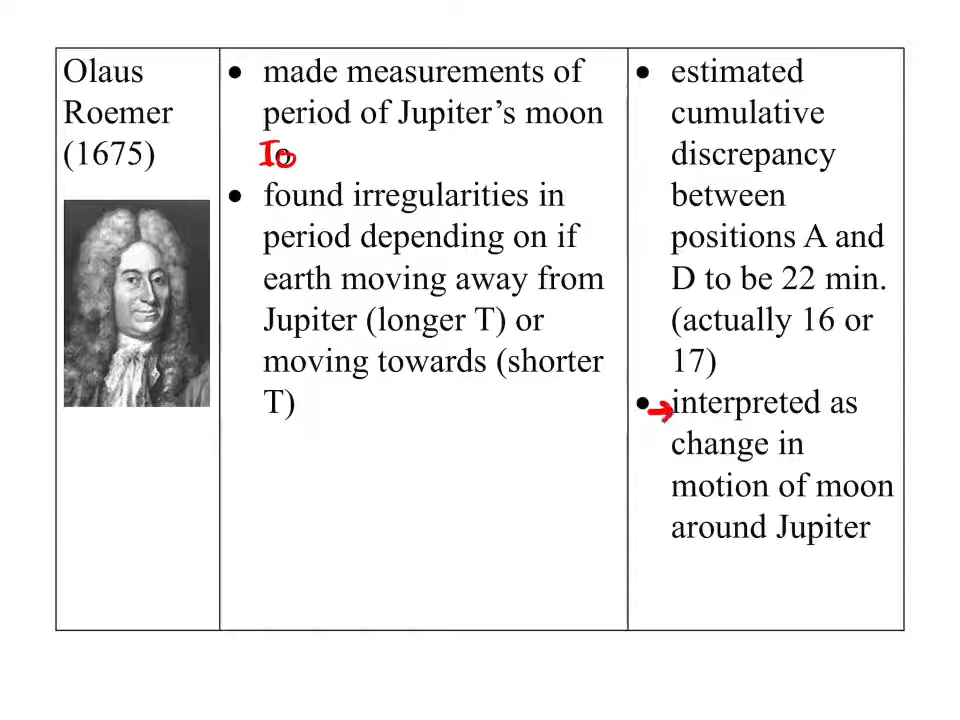 Olaus
Roemer
(1675)
• made measurements of
period of Jupiter’s moon
Io
• found irregularities in
period depending on if
earth moving away from
Jupiter (longer T) or
moving towards (shorter
T)
• estimated
cumulative
discrepancy
between
positions A and
D to be 22 min.
(actually 16 or
17)
• interpreted as
change in
motion of moon
around Jupiter